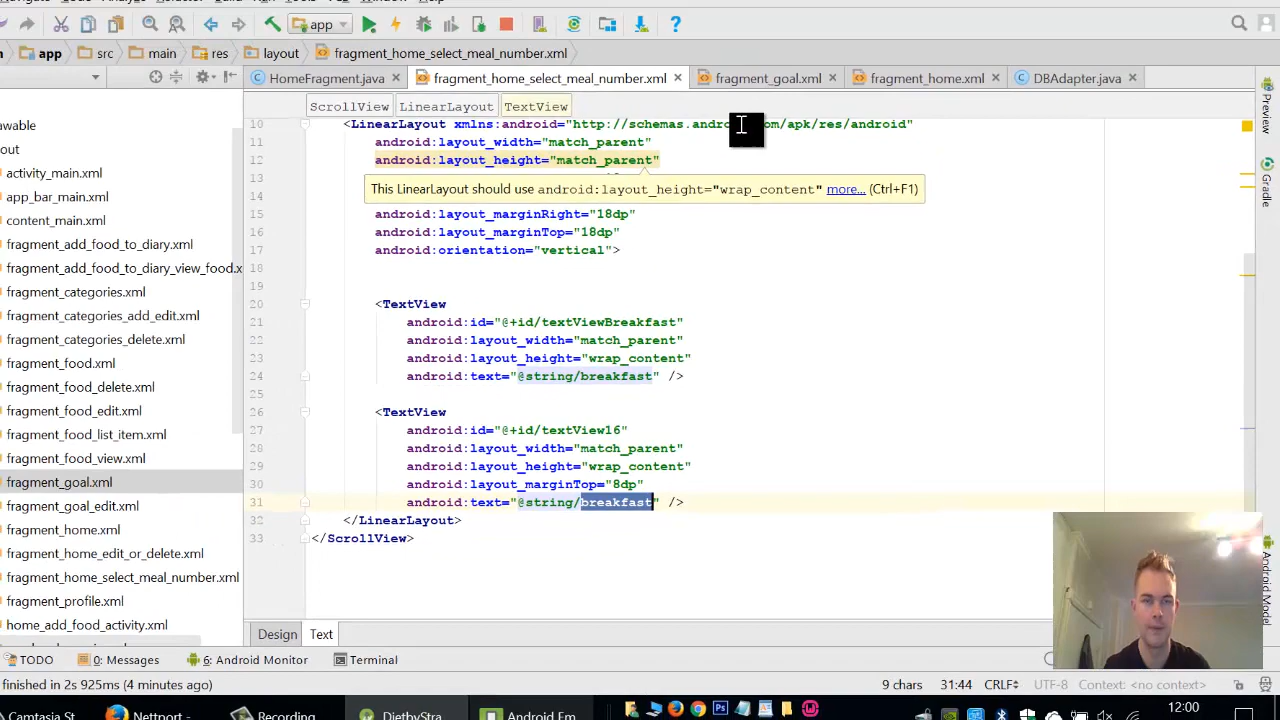 app
app src main res layout fragment_home_select_meal_number.xml
HomeFragment.java fragment_home_select_meal_number.xml fragment_goal.xml fragment_home.xml DBAdapter.java
ScrollView LinearLayout TextView
awable
out
activity_main.xml
app_bar_main.xml
content_main.xml
fragment_add_food_to_diary.xml
fragment_add_food_to_diary_view_food.x
fragment_categories.xml
fragment_categories_add_edit.xml
fragment_categories_delete.xml
fragment_food.xml
fragment_food_delete.xml
fragment_food_edit.xml
fragment_food_list_item.xml
fragment_food_view.xml
fragment_goal.xml
fragment_goal_edit.xml
fragment_home.xml
fragment_home_edit_or_delete.xml
fragment_home_select_meal_number.xml
fragment_profile.xml
home_add_food_activity.xml
10 <LinearLayout xmlns:android="http://schemas.andro om/apk/res/android"
11 android:layout_width="match_parent"
12 android:layout_height="match_parent"
13
This LinearLayout should use android:layout_height="wrap_content" more... (Ctrl+F1)
15 android:layout_marginRight="18dp"
16 android:layout_marginTop="18dp"
17 android:orientation="vertical">
18
19
20 <TextView
21 android:id="@+id/textViewBreakfast"
22 android:layout_width="match_parent"
23 android:layout_height="wrap_content"
24 android:text="@string/breakfast" />
25
26 <TextView
27 android:id="@+id/textView16"
28 android:layout_width="match_parent"
29 android:layout_height="wrap_content"
30 android:layout_marginTop="8dp"
31 android:text="@string/breakfast" />
32 </LinearLayout>
33 </ScrollView>
Design Text
Maven Projects
Gradle
Android Model
TODO 0: Messages 6: Android Monitor Terminal
finished in 2s 925ms (4 minutes ago) 9 chars 31:44 CRLF UTF-8 Context: <no context>
Camtasia St Nettport - Recording DietbyStra Android Em 12:00